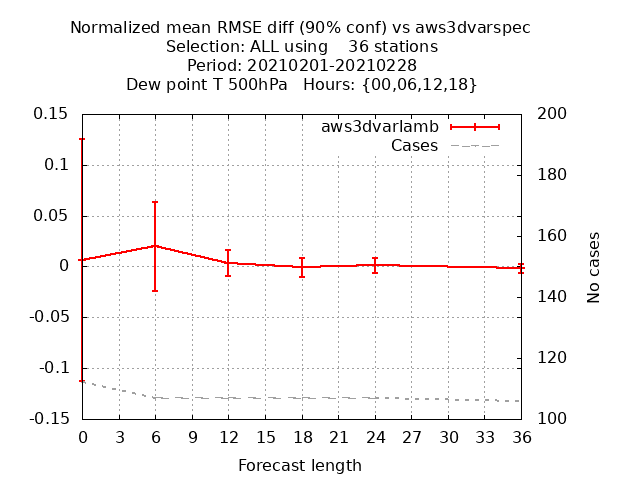 Normalized mean RMSE diff (90% conf) vs aws3dvarspec
Selection: ALL using    36 stations
Period: 20210201-20210228
Dew point T 500hPa   Hours: {00,06,12,18}
aws3dvarlamb
Cases
0.15
0.1
0.05
0
-0.05
-0.1
-0.15
200
180
160
140
120
100
No cases
0 3 6 9 12 15 18 21 24 27 30 33 36
Forecast length